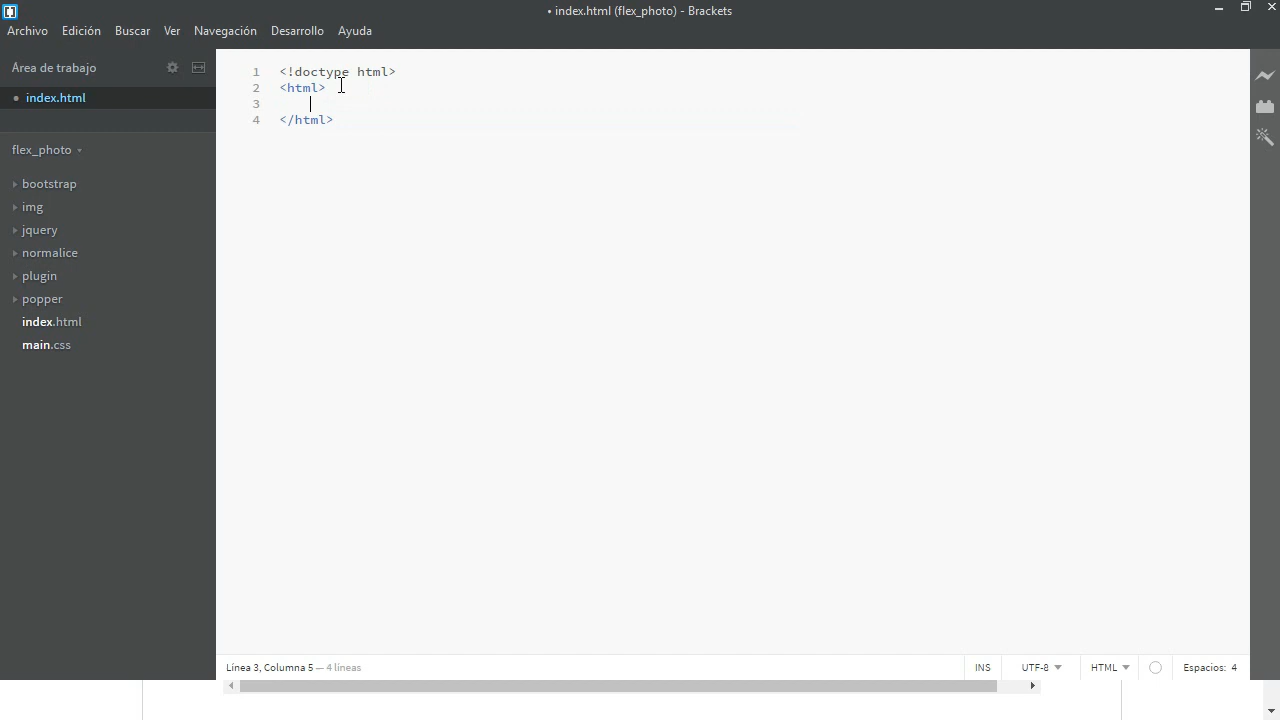 • index.html (flex_photo) - Brackets
Archivo Edición Buscar Ver Navegación Desarrollo Ayuda
Área de trabajo
• index.html
flex_photo
bootstrap
img
jquery
normalice
plugin
popper
index.html
main.css
1 <!doctype html>
2 <html>
3
4 </html>
Línea 3, Columna 5 — 4 líneas
INS UTF-8 HTML Espacios: 4